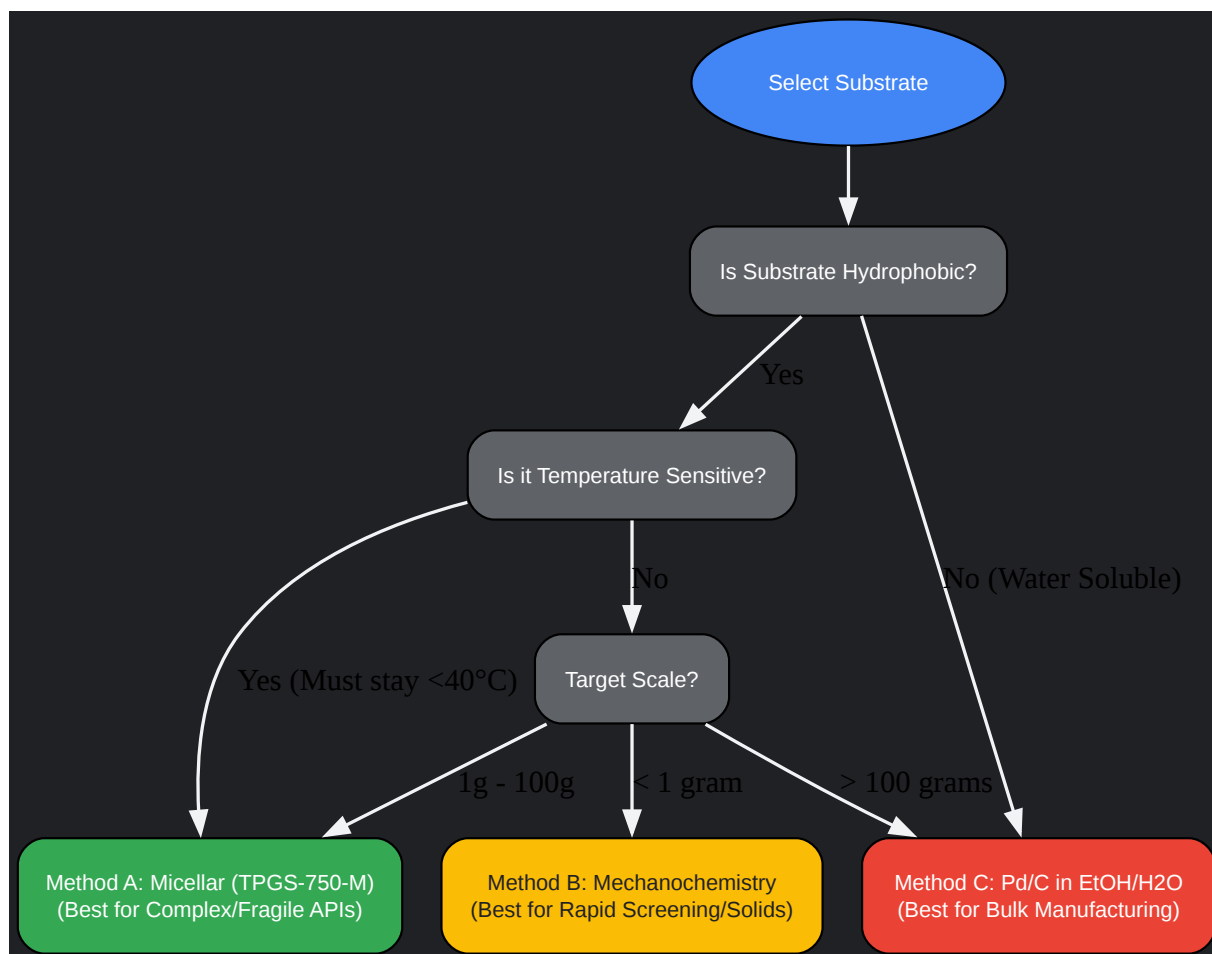 Select Substrate
Is Substrate Hydrophobic?
Yes
Is it Temperature Sensitive?
No
No (Water Soluble)
Yes (Must stay <40°C)
Target Scale?
1g - 100g
< 1 gram
> 100 grams
Method A: Micellar (TPGS-750-M)
(Best for Complex/Fragile APIs)
Method B: Mechanochemistry
(Best for Rapid Screening/Solids)
Method C: Pd/C in EtOH/H2O
(Best for Bulk Manufacturing)